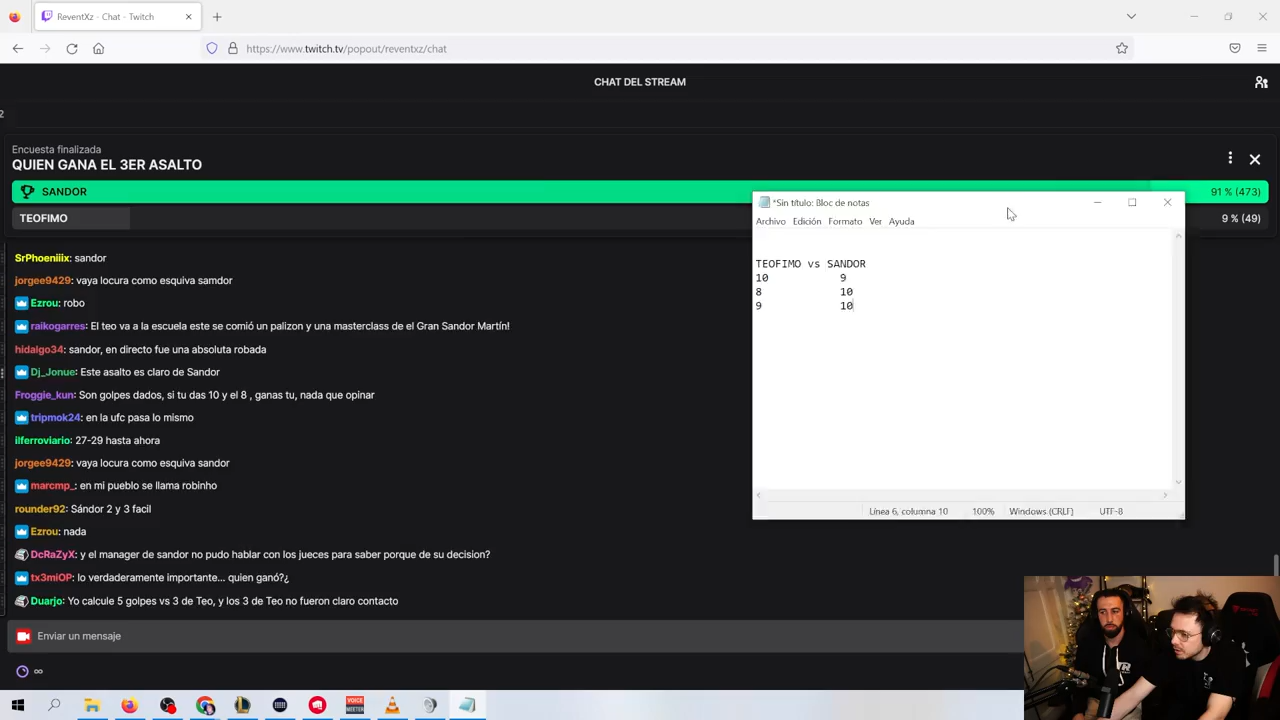 ReventXz - Chat - Twitch
https://www.twitch.tv/popout/reventxz/chat
CHAT DEL STREAM
2
Encuesta finalizada
QUIEN GANA EL 3ER ASALTO
SANDOR 91 % (473)
TEOFIMO 9 % (49)
SrPhoeniiix: sandor
jorgee9429: vaya locura como esquiva samdor
Ezrou: robo
raikogarres: El teo va a la escuela este se comió un palizon y una masterclass de el Gran Sandor Martín!
hidalgo34: sandor, en directo fue una absoluta robada
Dj_Jonue: Este asalto es claro de Sandor
Froggie_kun: Son golpes dados, si tu das 10 y el 8 , ganas tu, nada que opinar
tripmok24: en la ufc pasa lo mismo
ilferroviario: 27-29 hasta ahora
jorgee9429: vaya locura como esquiva sandor
marcmp_: en mi pueblo se llama robinho
rounder92: Sándor 2 y 3 facil
Ezrou: nada
DcRaZyX: y el manager de sandor no pudo hablar con los jueces para saber porque de su decision?
tx3miOP: lo verdaderamente importante... quien ganó?¿
Duarjo: Yo calcule 5 golpes vs 3 de Teo, y los 3 de Teo no fueron claro contacto
Enviar un mensaje
∞
*Sin título: Bloc de notas
Archivo Edición Formato Ver Ayuda
TEOFIMO vs SANDOR
10 9
8 10
9 10
Línea 6, columna 10 100% Windows (CRLF) UTF-8
VOICE
MEETER